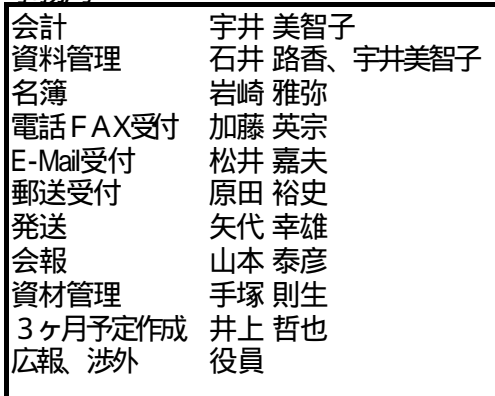 会計 宇井 美智子
資料管理 石井 路香、宇井美智子
名簿 岩崎 雅弥
電話ＦＡX受付 加藤 英宗
E-Mail受付 松井 嘉夫
郵送受付 原田 裕史
発送 矢代 幸雄
会報 山本 泰彦
資材管理 手塚 則生
３ヶ月予定作成 井上 哲也
広報、渉外 役員